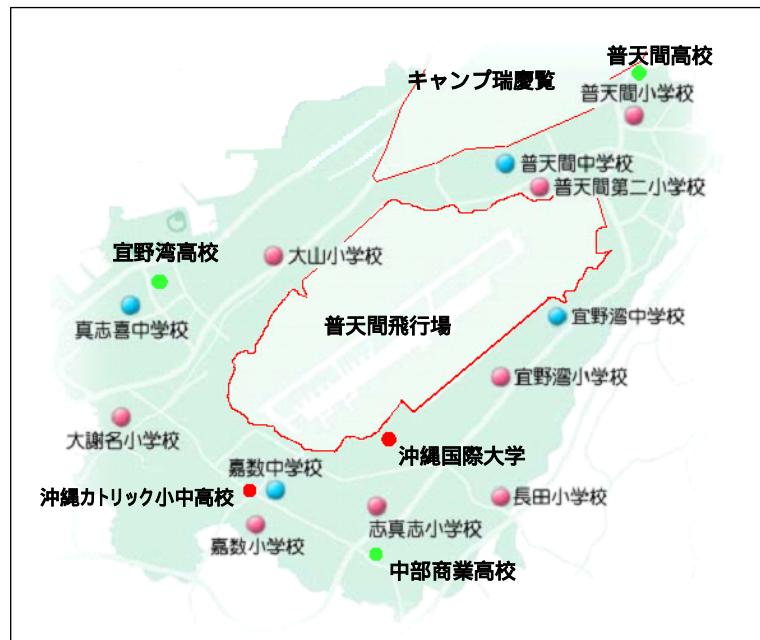 普天間高校
キャンプ瑞慶覧
普天間小学校
普天間中学校
普天間第二小学校
宜野湾高校
大山小学校
真志喜中学校
普天間飛行場
宜野湾中学校
宜野湾小学校
大謝名小学校
沖縄国際大学
嘉数中学校
沖縄カトリック小中高校
長田小学校
志真志小学校
嘉数小学校
中部商業高校